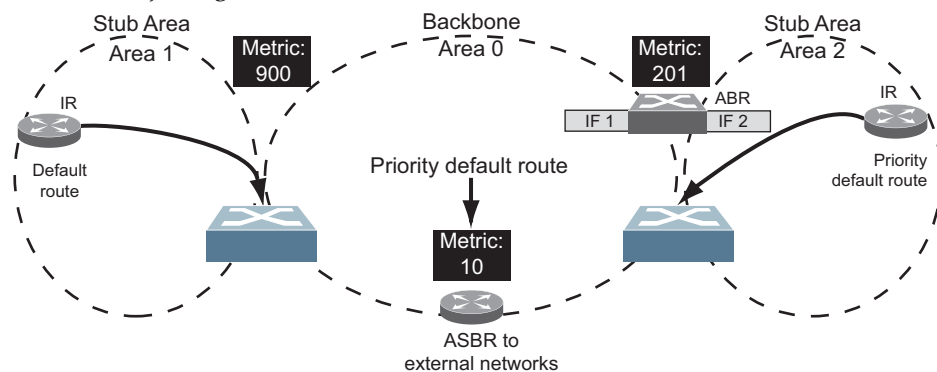 Stub Area
Area 1
Metric:
900
Backbone
Area 0
Metric:
201
Stub Area
Area 2
IR
ABR
IF 1
IF 2
IR
Default
route
Priority default route
Priority
default route
Metric:
10
ASBR to
external networks